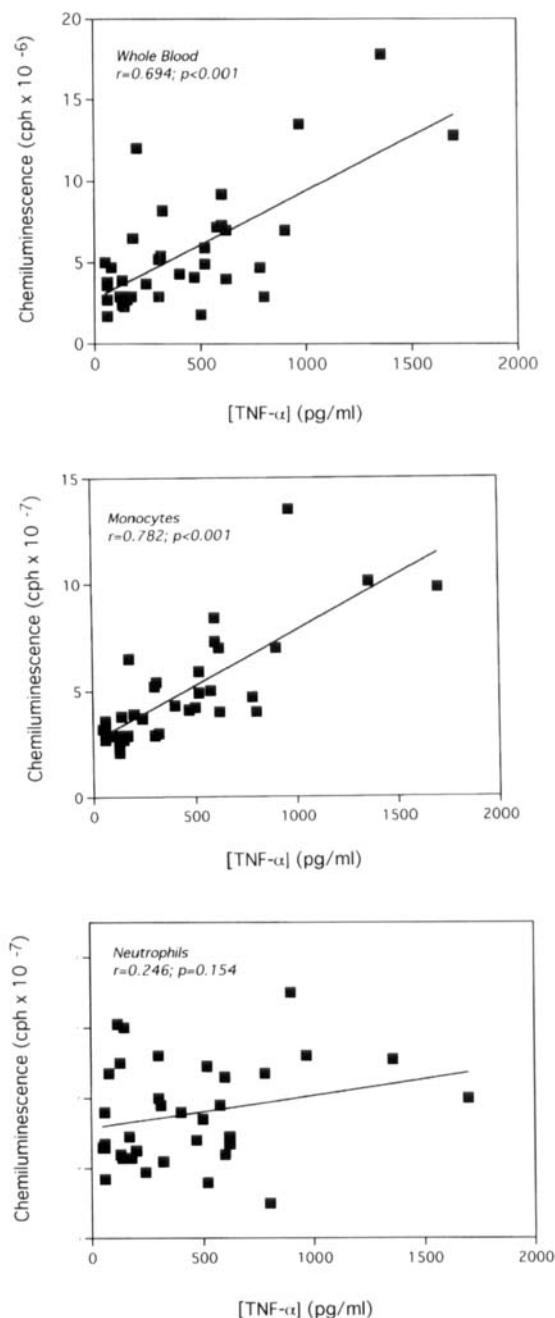 Whole Blood
r=0.694; p<0.001
Chemiluminescence (cph x 10 -6)
20
15
10
5
0
0 500 1000 1500 2000
[TNF-α] (pg/ml)
Monocytes
r=0.782; p<0.001
Chemiluminescence (cph x 10 -7)
15
10
5
0
0 500 1000 1500 2000
[TNF-α] (pg/ml)
Neutrophils
r=0.246; p=0.154
Chemiluminescence (cph x 10 -7)
0 500 1000 1500 2000
[TNF-α] (pg/ml)